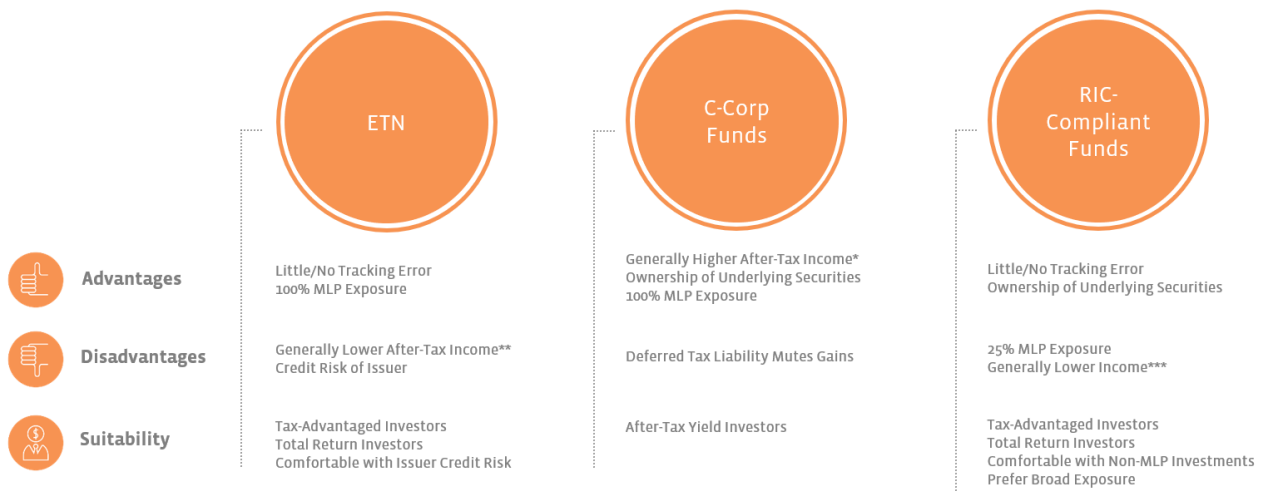 ETN
C-Corp
Funds
RIC-
Compliant
Funds
Advantages
Little/No Tracking Error
100% MLP Exposure
Generally Higher After-Tax Income*
Ownership of Underlying Securities
100% MLP Exposure
Little/No Tracking Error
Ownership of Underlying Securities
Disadvantages
Generally Lower After-Tax Income**
Credit Risk of Issuer
Deferred Tax Liability Mutes Gains
25% MLP Exposure
Generally Lower Income***
Suitability
Tax-Advantaged Investors
Total Return Investors
Comfortable with Issuer Credit Risk
After-Tax Yield Investors
Tax-Advantaged Investors
Total Return Investors
Comfortable with Non-MLP Investments
Prefer Broad Exposure
$